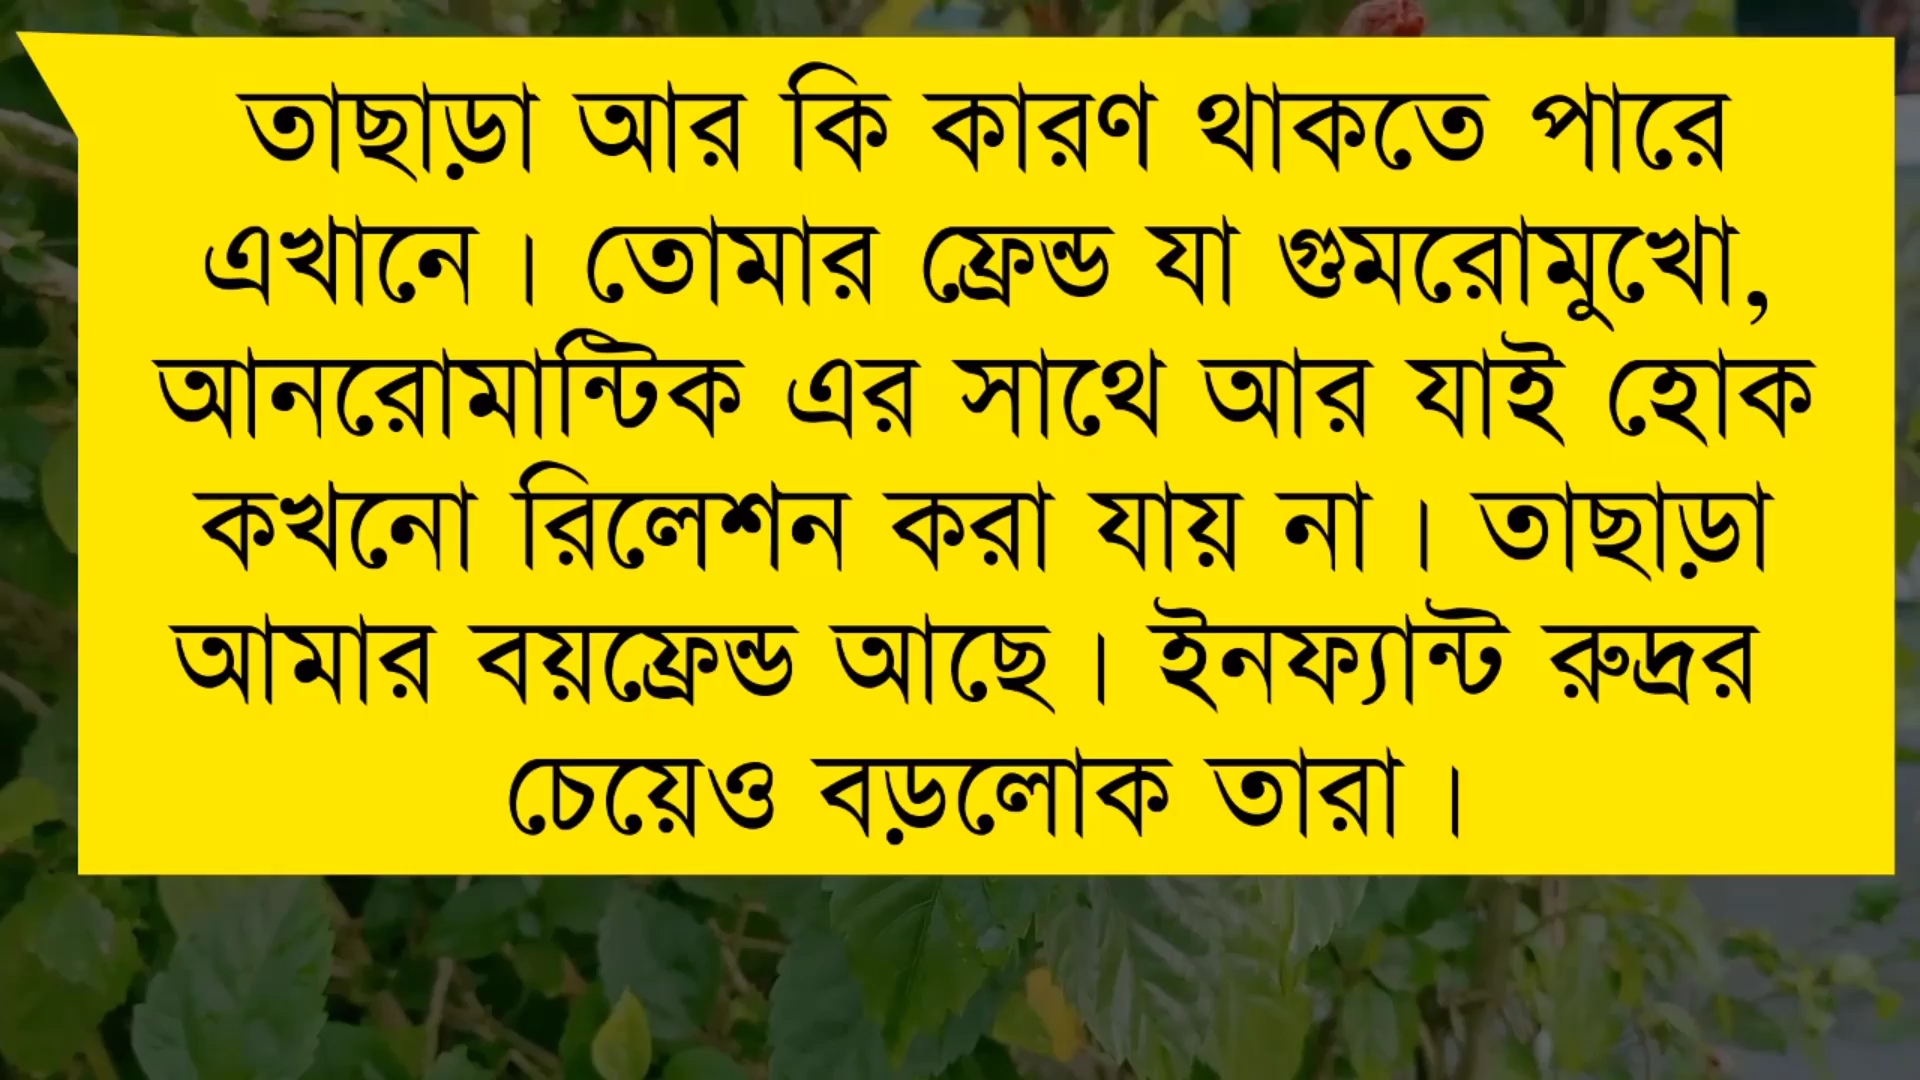 তাছাড়া আর কি কারণ থাকতে পারে
এখানে। তোমার ফ্রেন্ড যা গুমরোমুখো,
আনরোমান্টিক এর সাথে আর যাই হোক
কখনো রিলেশন করা যায় না। তাছাড়া
আমার বয়ফ্রেন্ড আছে। ইনফ্যান্ট রুদ্রর
চেয়েও বড়লোক তারা।